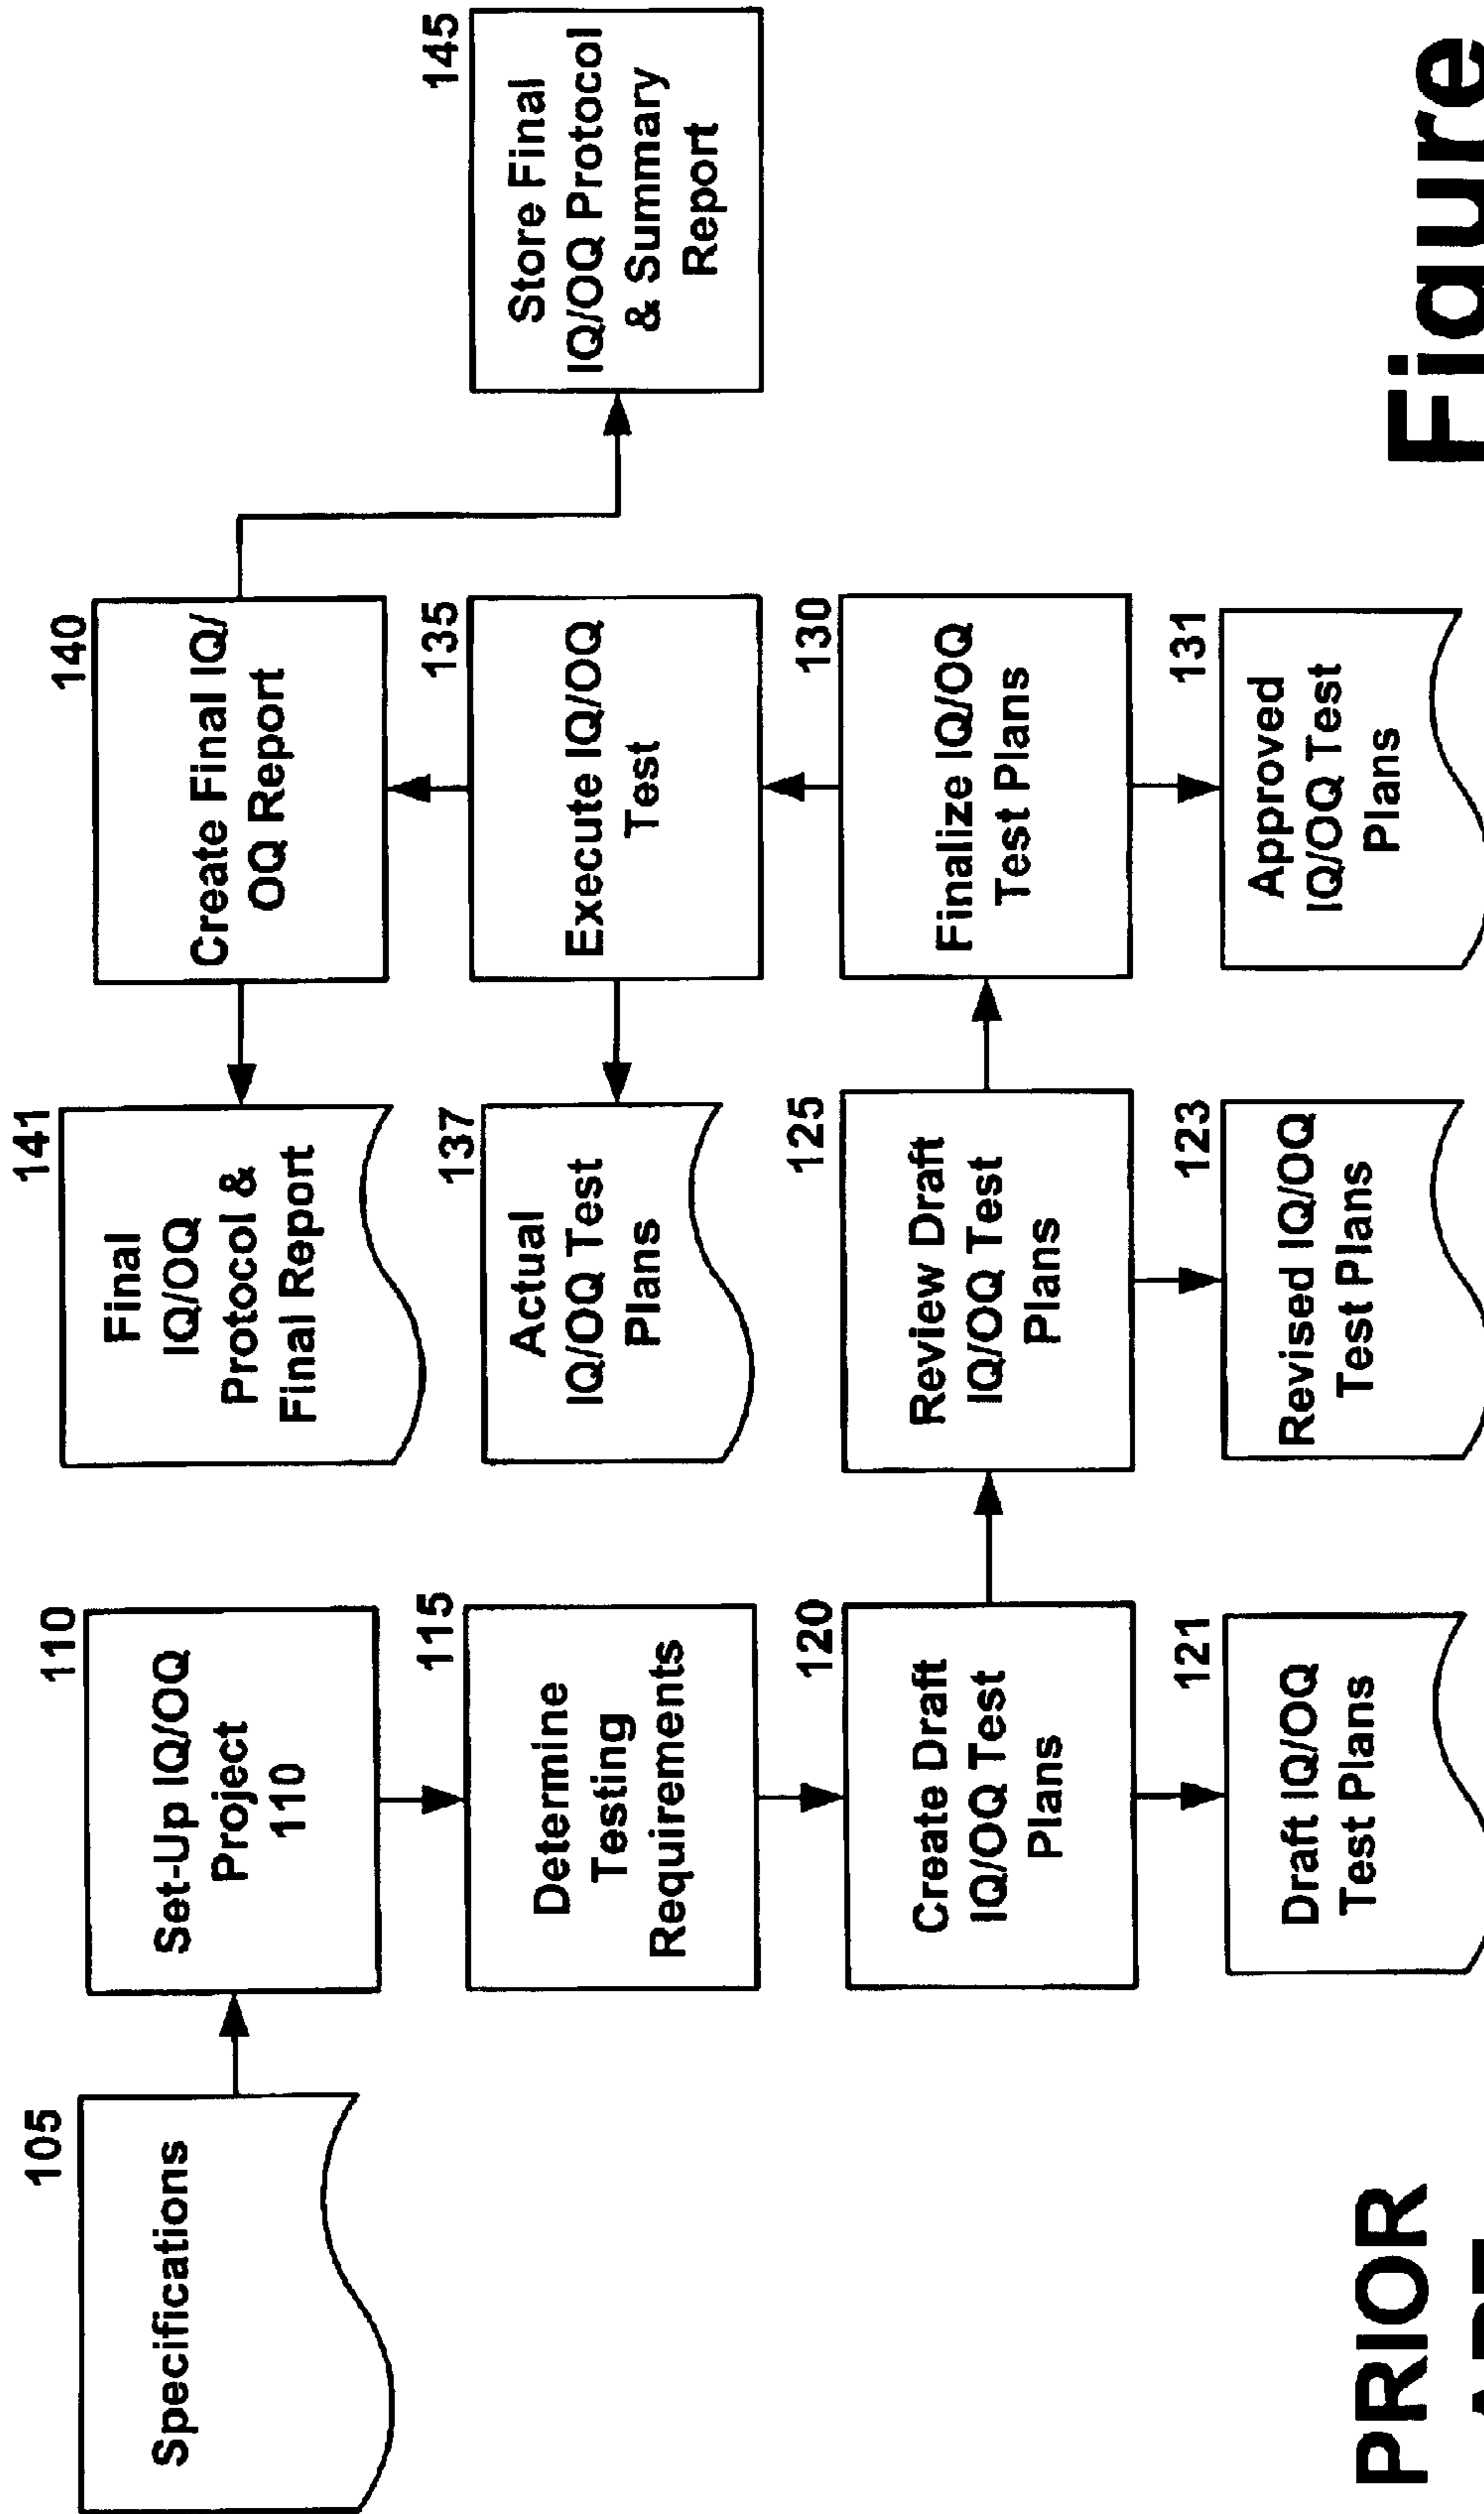 105
Specifications
110
Set-Up IQ/OQ
Project
110
115
Determine
Testing
Requirements
120
Create Draft
IQ/OQ Test
Plans
121
Draft IQ/OQ
Test Plans
125
Review Draft
IQ/OQ Test
Plans
123
Revised IQ/OQ
Test Plans
130
Finalize IQ/OQ
Test Plans
131
Approved
IQ/OQ Test
Plans
135
Execute IQ/OQ
Test
137
Actual
IQ/OQ Test
Plans
140
Create Final IQ/
OQ Report
141
Final
IQ/OQ
Protocol &
Final Report
145
Store Final
IQ/OQ Protocol
& Summary
Report
PRIOR
Figure